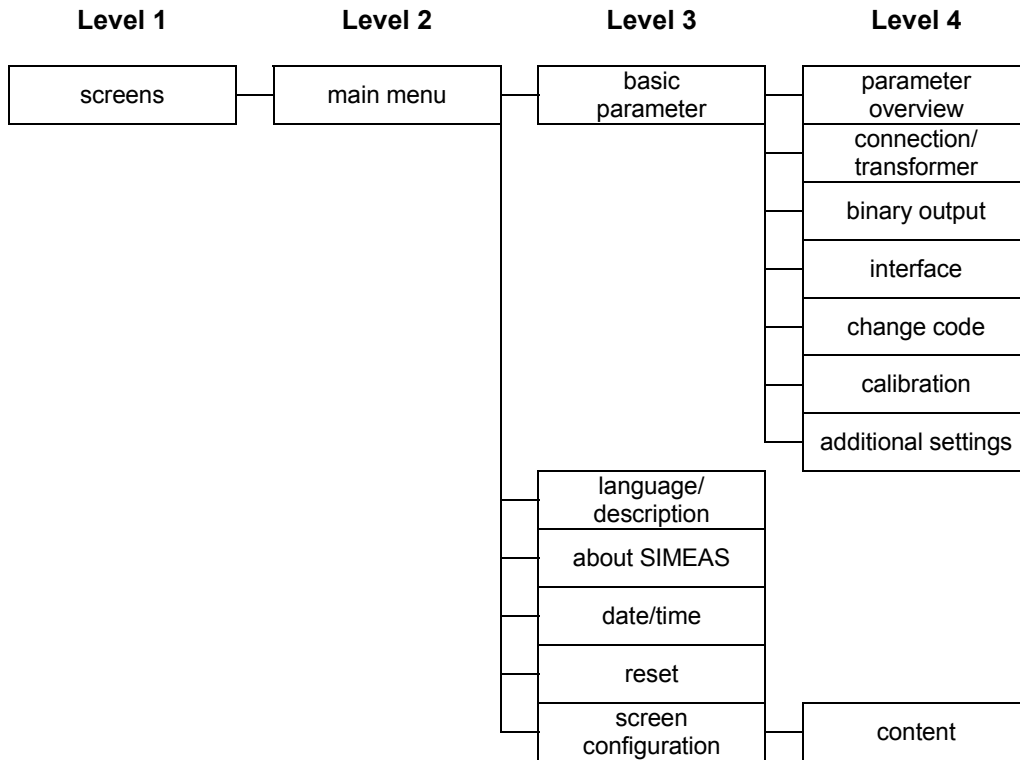 Level 1
Level 2
Level 3
Level 4
screens
main menu
basic
parameter
parameter
overview
connection/
transformer
binary output
interface
change code
calibration
additional settings
language/
description
about SIMEAS
date/time
reset
screen
configuration
content